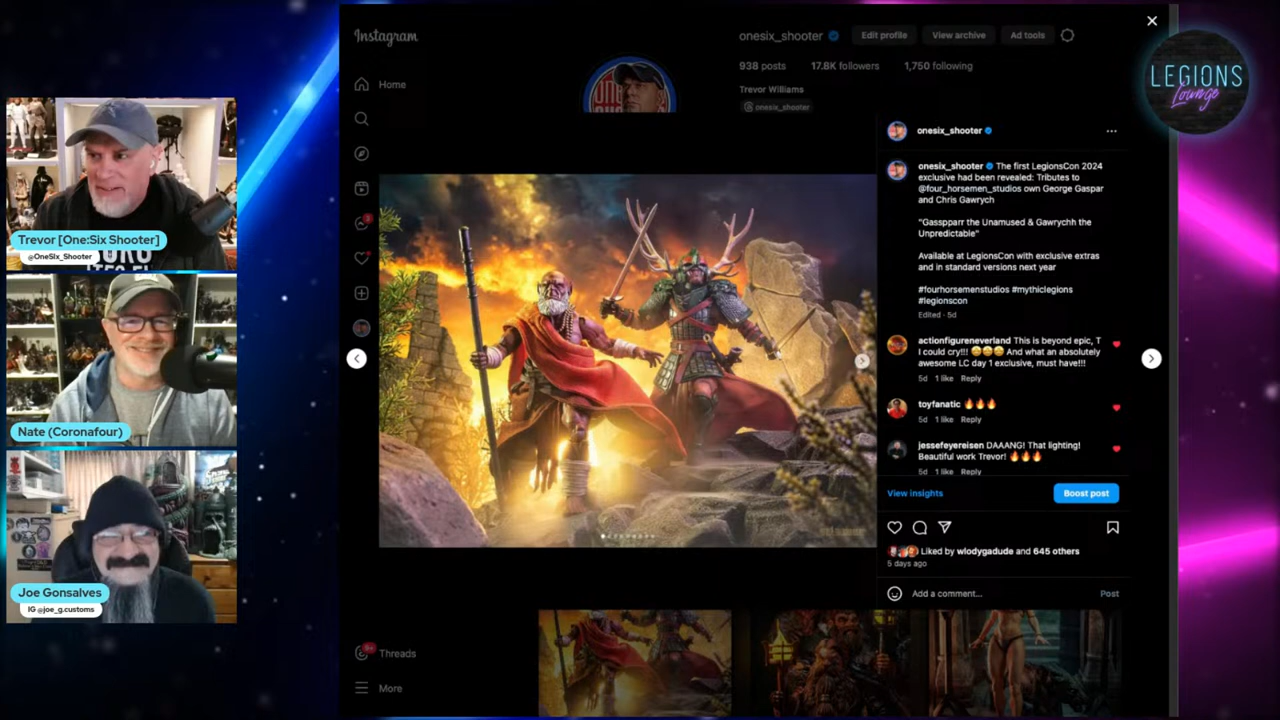 Instagram
onesix_shooter
Edit profile
View archive
Ad tools
938 posts
17.8K followers
1,750 following
Trevor Williams
onesix_shooter
LEGIONS
Lounge
Home
3
Trevor [One:Six Shooter]
@OneSix_Shooter
Nate (Coronafour)
Joe Gonsalves
IG @joe_g.customs
onesix_shooter
onesix_shooter The first LegionsCon 2024
exclusive had been revealed: Tributes to
@four_horsemen_studios own George Gaspar
and Chris Gawrych
"Gassparr the Unamused & Gawrychh the
Unpredictable"
Available at LegionsCon with exclusive extras
and in standard versions next year
#fourhorsemenstudios #mythiclegions
#legionscon
Edited · 5d
actionfigureneverland This is beyond epic, T
I could cry!!! 🤩🤩🤩 And what an absolutely
awesome LC day 1 exclusive, must have!!!
5d 1 like Reply
toyfanatic 🔥🔥🔥
5d 1 like Reply
jessefeyereisen DAAANG! That lighting!
Beautiful work Trevor! 🔥🔥🔥
5d 1 like Reply
View insights
Boost post
Liked by wlodygadude and 645 others
5 days ago
Add a comment...
Post
9+
Threads
More